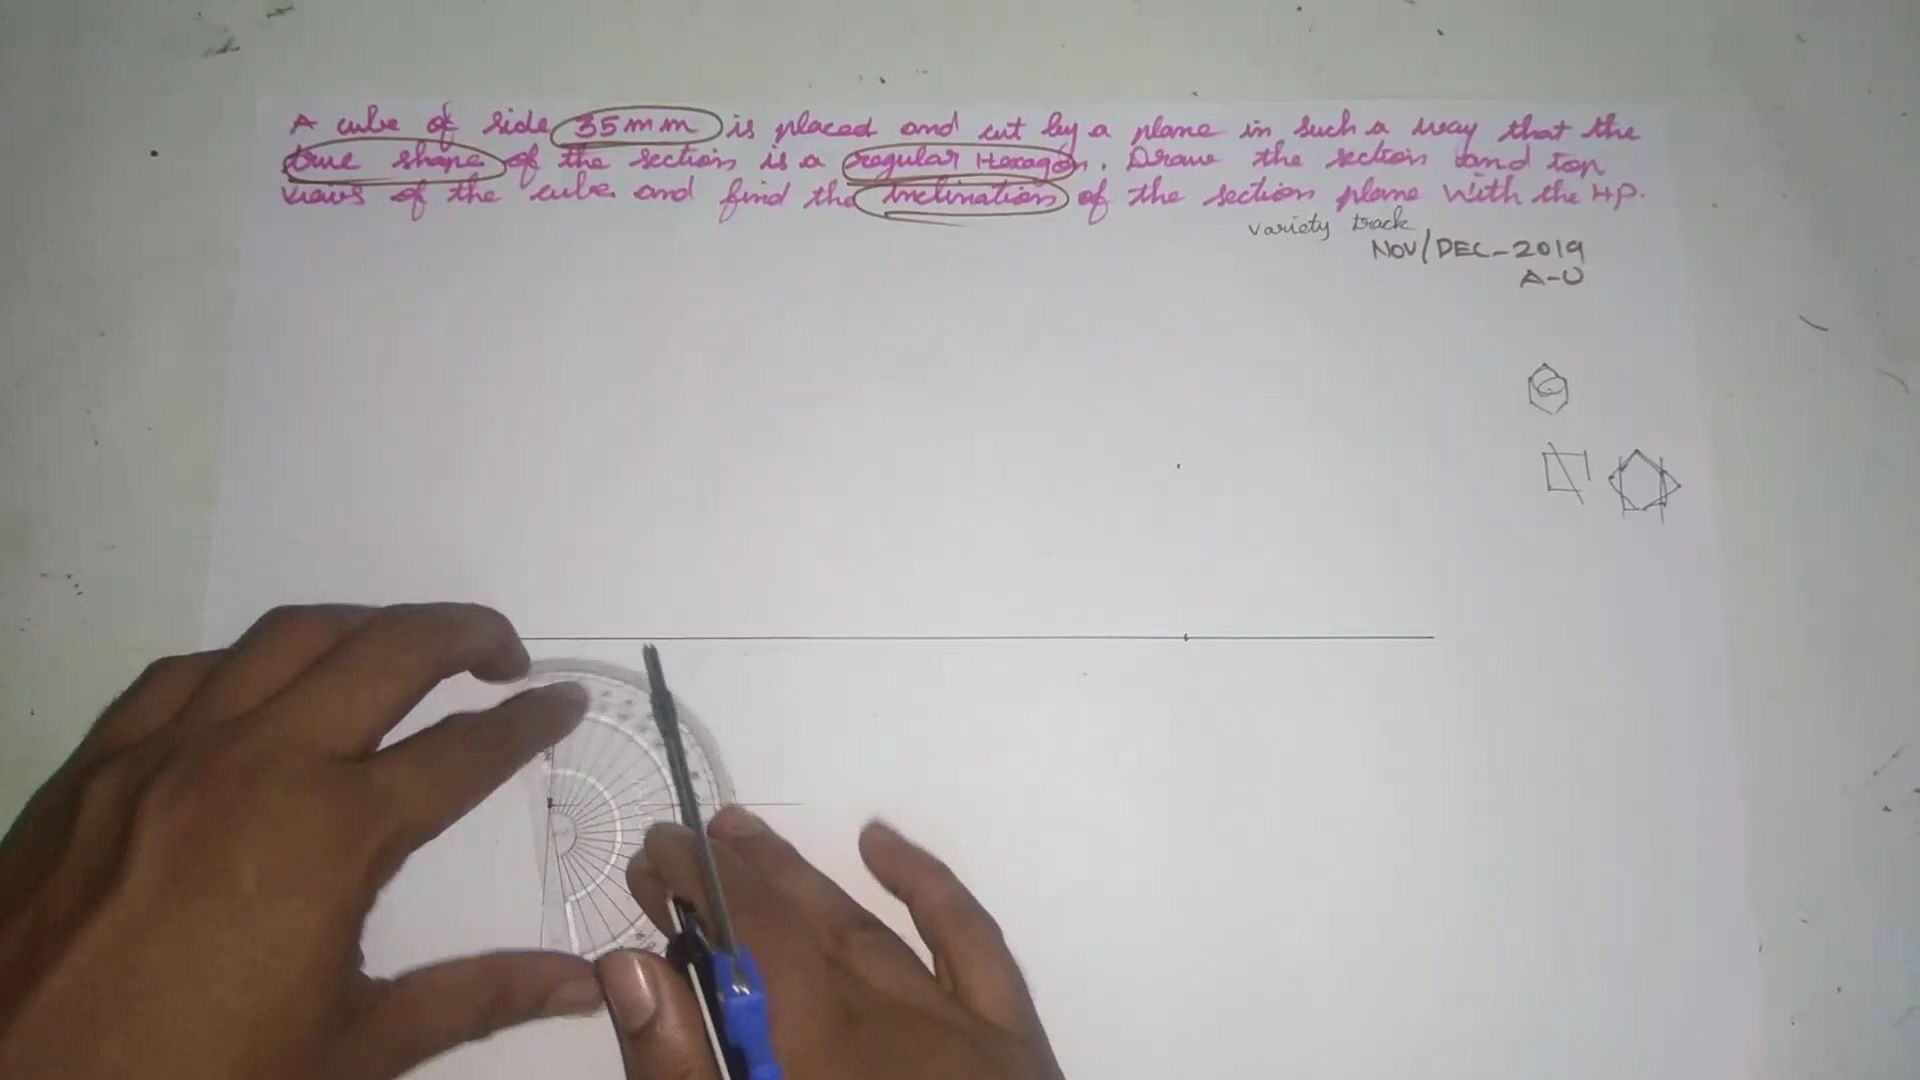 A cube of side 35mm is placed and cut by a plane in such a way that the
true shape of the section is a regular Hexagon. Draw the section and top
views of the cube and find the inclination of the section plane with the HP.
variety track
NOV/DEC-2019
A-U